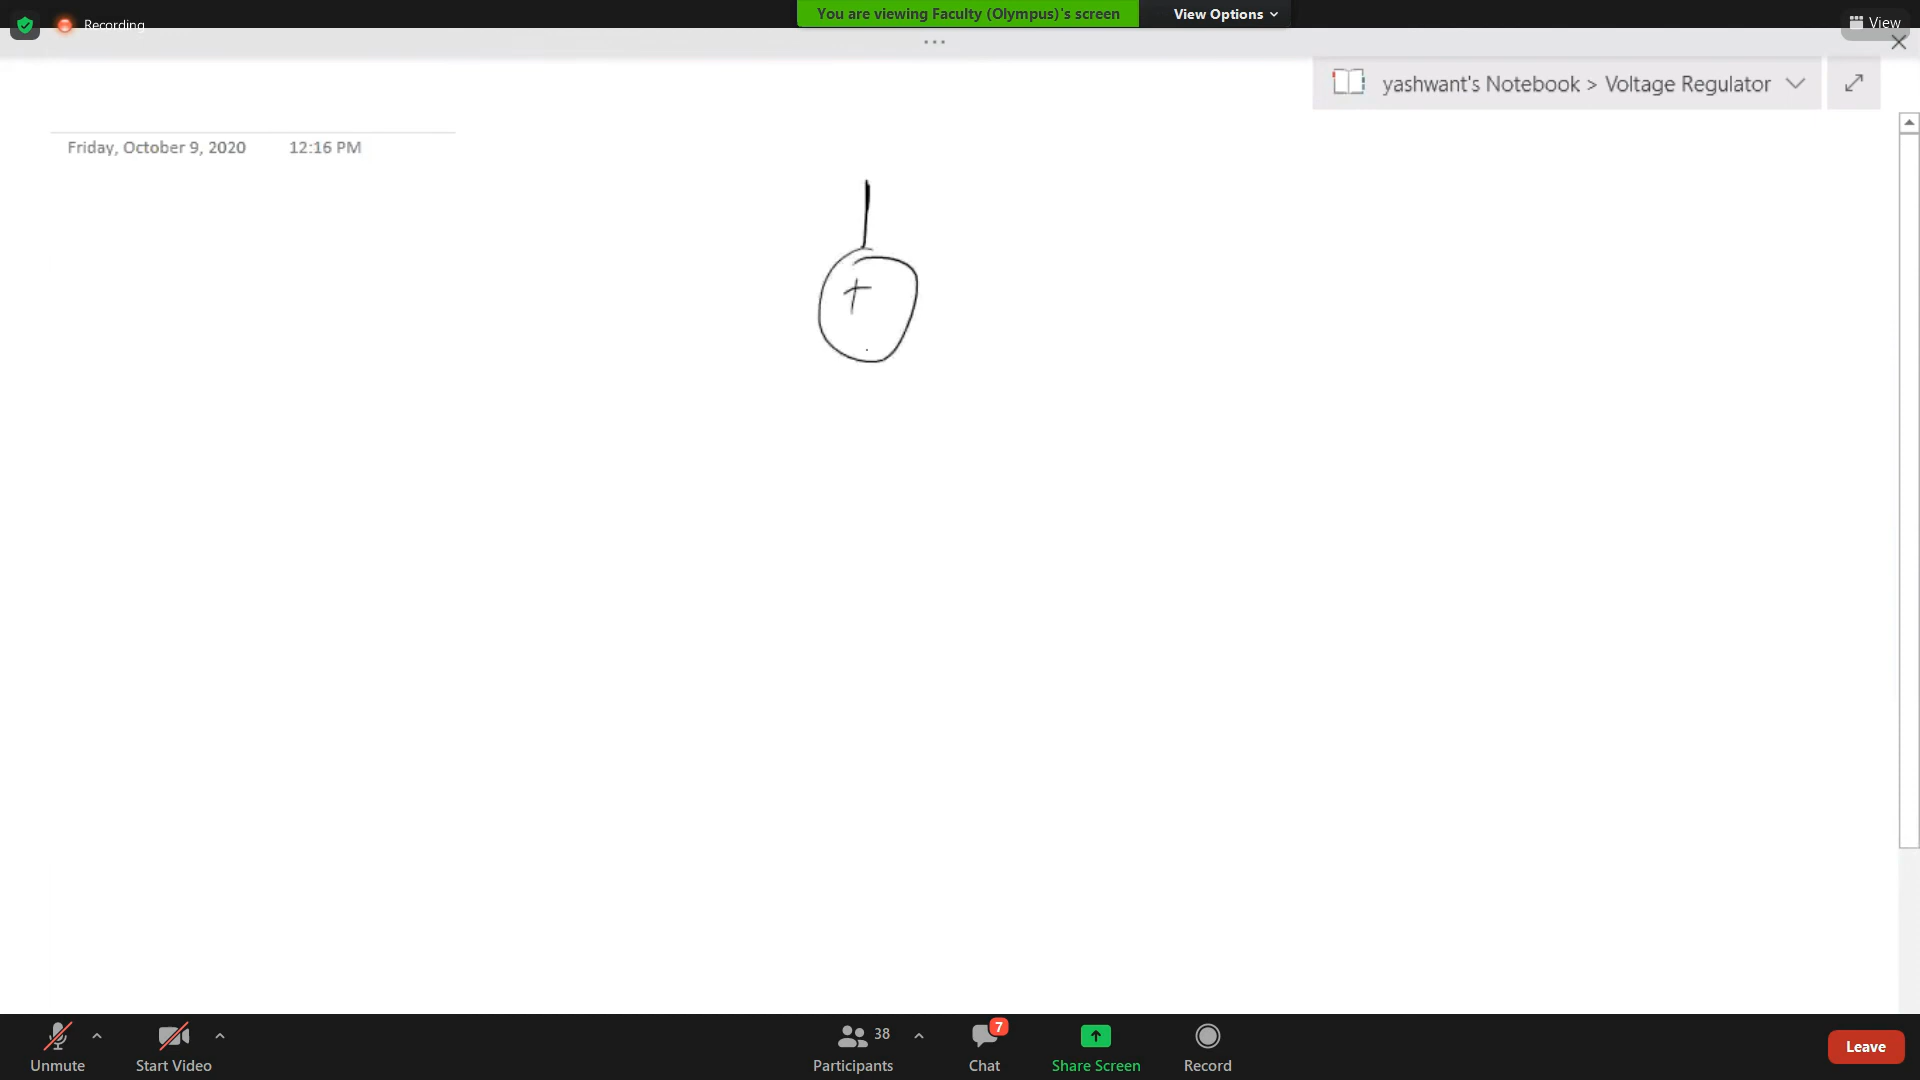 Recording
You are viewing Faculty (Olympus)'s screen
View Options
View
yashwant's Notebook > Voltage Regulator
Friday, October 9, 2020 12:16 PM
+
Unmute
Start Video
38
Participants
7
Chat
Share Screen
Record
Leave